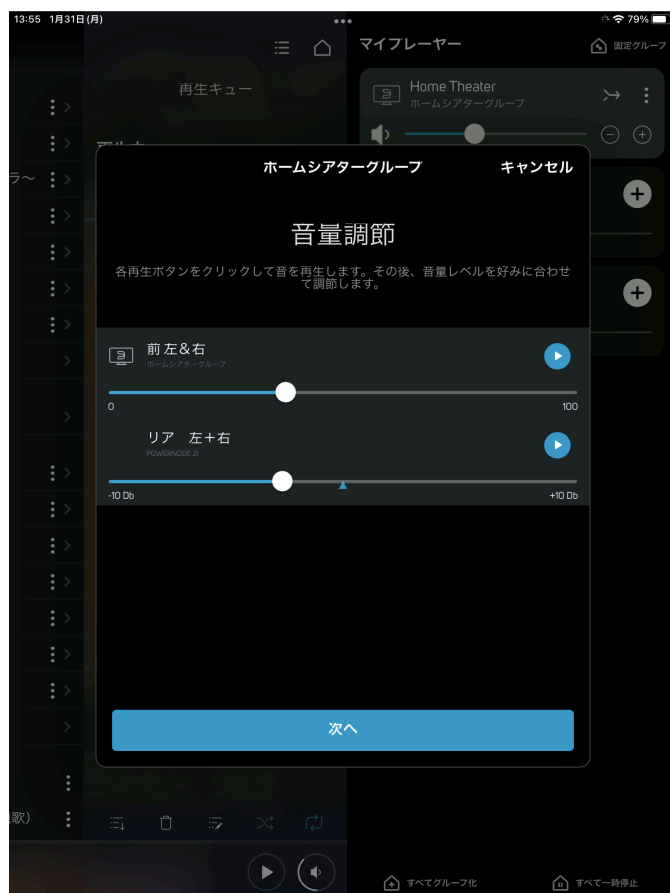 13:55 1月31日(月)
79%
マイプレーヤー
固定グループ
再生キュー
Home Theater
ホームシアターグループ
ラ〜
ホームシアターグループ
キャンセル
音量調節
各再生ボタンをクリックして音を再生します。その後、音量レベルを好みに合わせ
て調節します。
前 左&右
ホームシアターグループ
0
100
リア 左+右
POWERNODE 2i
-10 Db
+10 Db
次へ
歌)
すべてグループ化
すべて一時停止